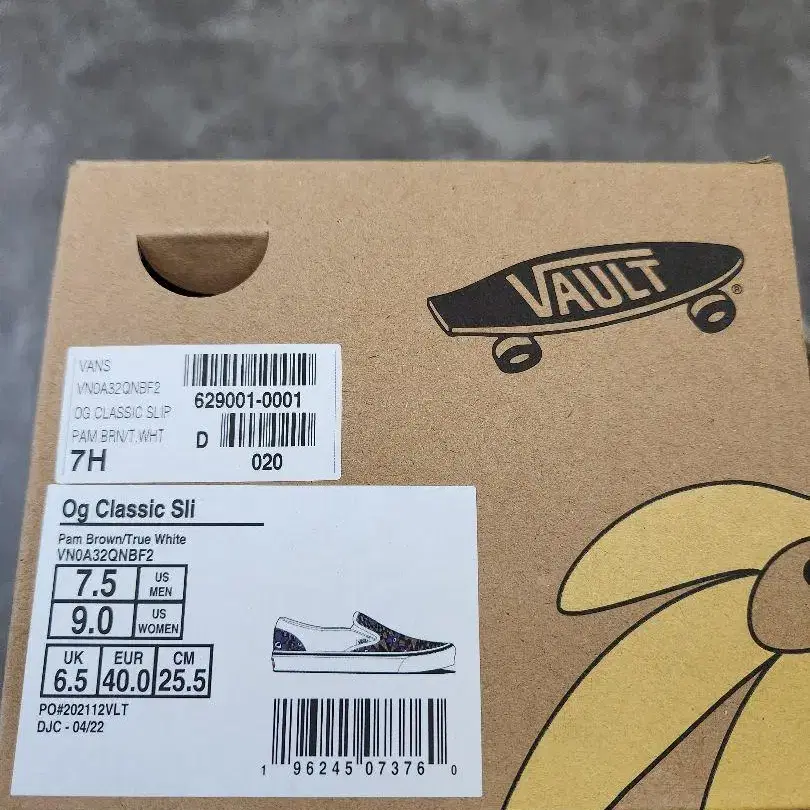 VAULT
®
VANS
VN0A32QNBF2
629001-0001
OG CLASSIC SLIP
PAM BRN/T.WHT
D
7H
020
Og Classic Sli
Pam Brown/True White
VN0A32QNBF2
7.5 US MEN
9.0 US WOMEN
UK EUR CM
6.5 40.0 25.5
PO#202112VLT
DJC - 04/22
1 96245 07376 0